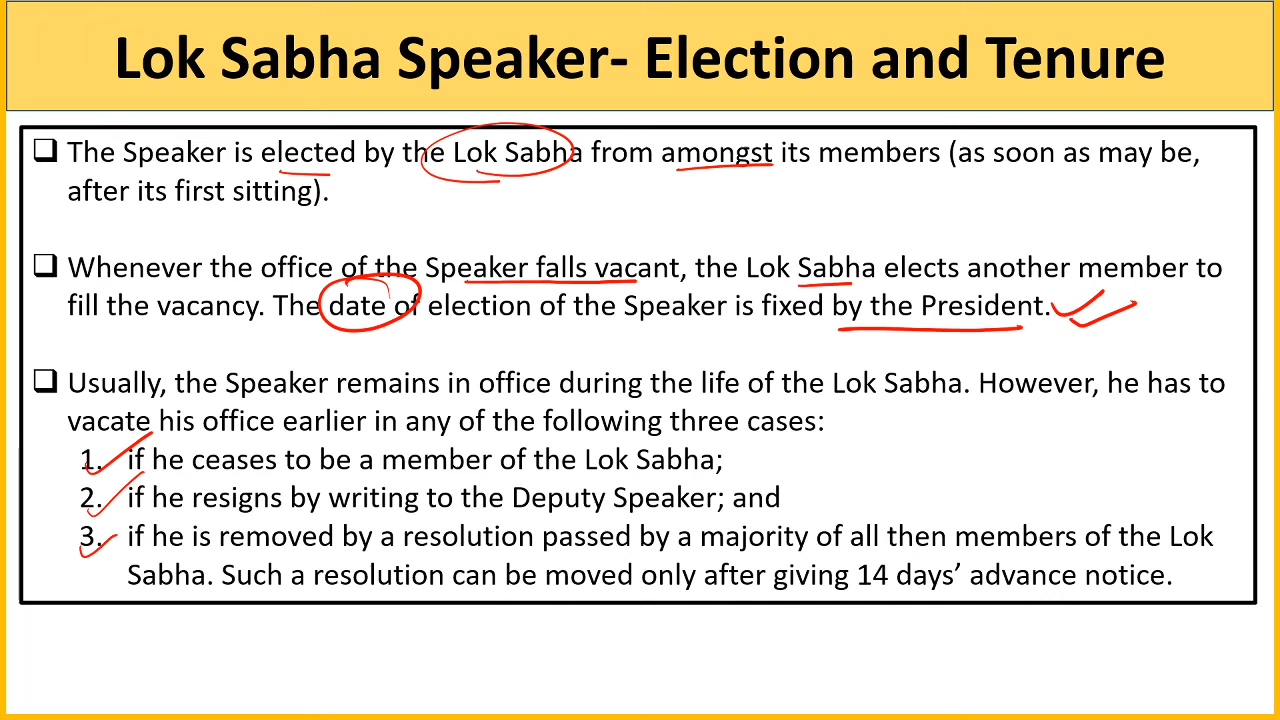 Lok Sabha Speaker- Election and Tenure
❑ The Speaker is elected by the Lok Sabha from amongst its members (as soon as may be,
after its first sitting).
❑ Whenever the office of the Speaker falls vacant, the Lok Sabha elects another member to
fill the vacancy. The date of election of the Speaker is fixed by the President.
❑ Usually, the Speaker remains in office during the life of the Lok Sabha. However, he has to
vacate his office earlier in any of the following three cases:
1. if he ceases to be a member of the Lok Sabha;
2. if he resigns by writing to the Deputy Speaker; and
3. if he is removed by a resolution passed by a majority of all then members of the Lok
Sabha. Such a resolution can be moved only after giving 14 days’ advance notice.